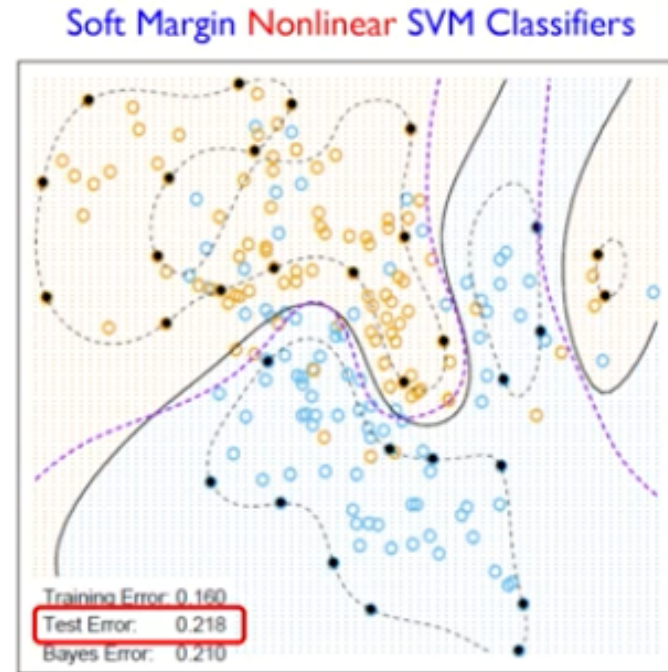 Soft Margin Nonlinear SVM Classifiers
Training Error: 0.160
Test Error: 0.218
Bayes Error: 0.210